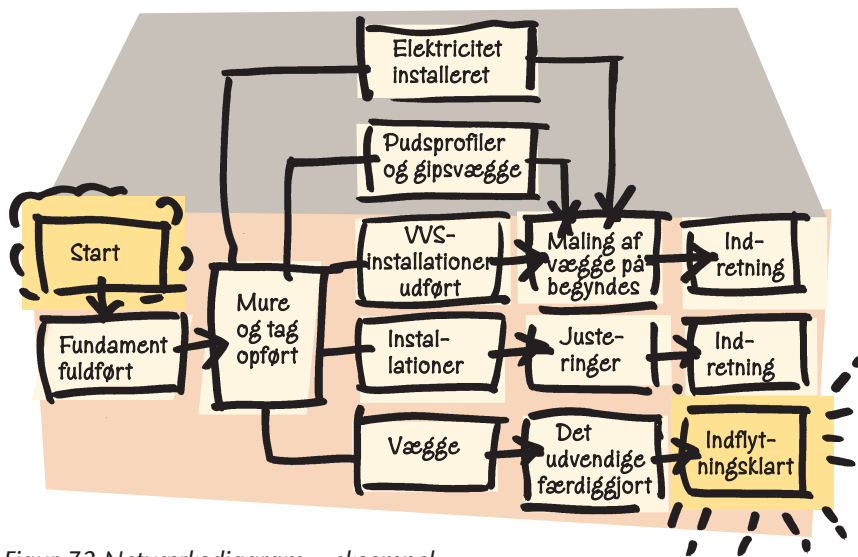 Elektricitet
installeret
Pudsprofiler
og gipsvægge
Start
VVS-
installationer
udført
Maling af
vægge på
begyndes
Ind-
retning
Mure
og tag
opført
Fundament
fuldført
Instal-
lationer
Juste-
ringer
Ind-
retning
Vægge
Det
udvendige
færdiggjort
Indflyt-
ningsklart